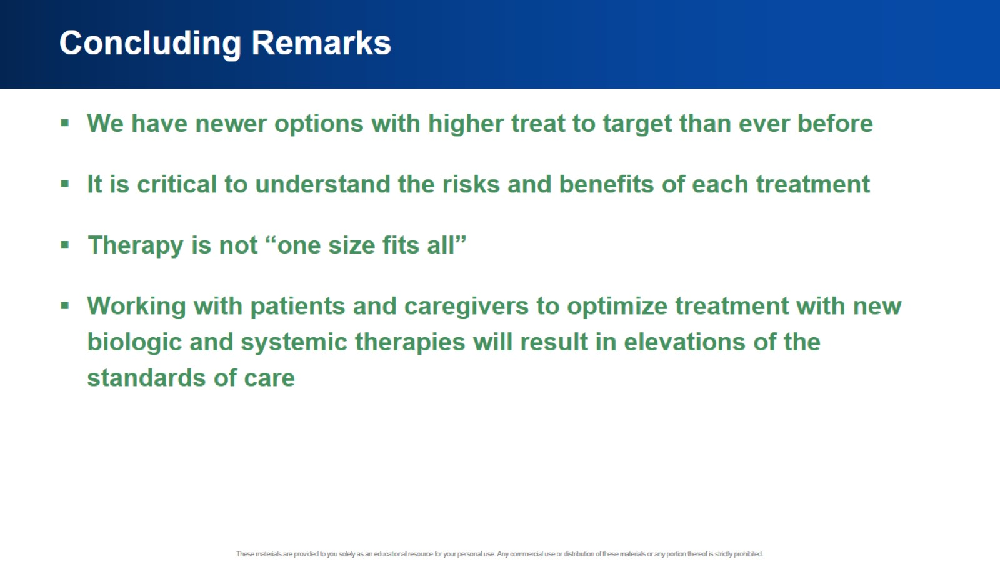 Concluding Remarks
▪ We have newer options with higher treat to target than ever before
▪ It is critical to understand the risks and benefits of each treatment
▪ Therapy is not “one size fits all”
▪ Working with patients and caregivers to optimize treatment with new
biologic and systemic therapies will result in elevations of the
standards of care
These materials are provided to you solely as an educational resource for your personal use. Any commercial use or distribution of these materials or any portion thereof is strictly prohibited.